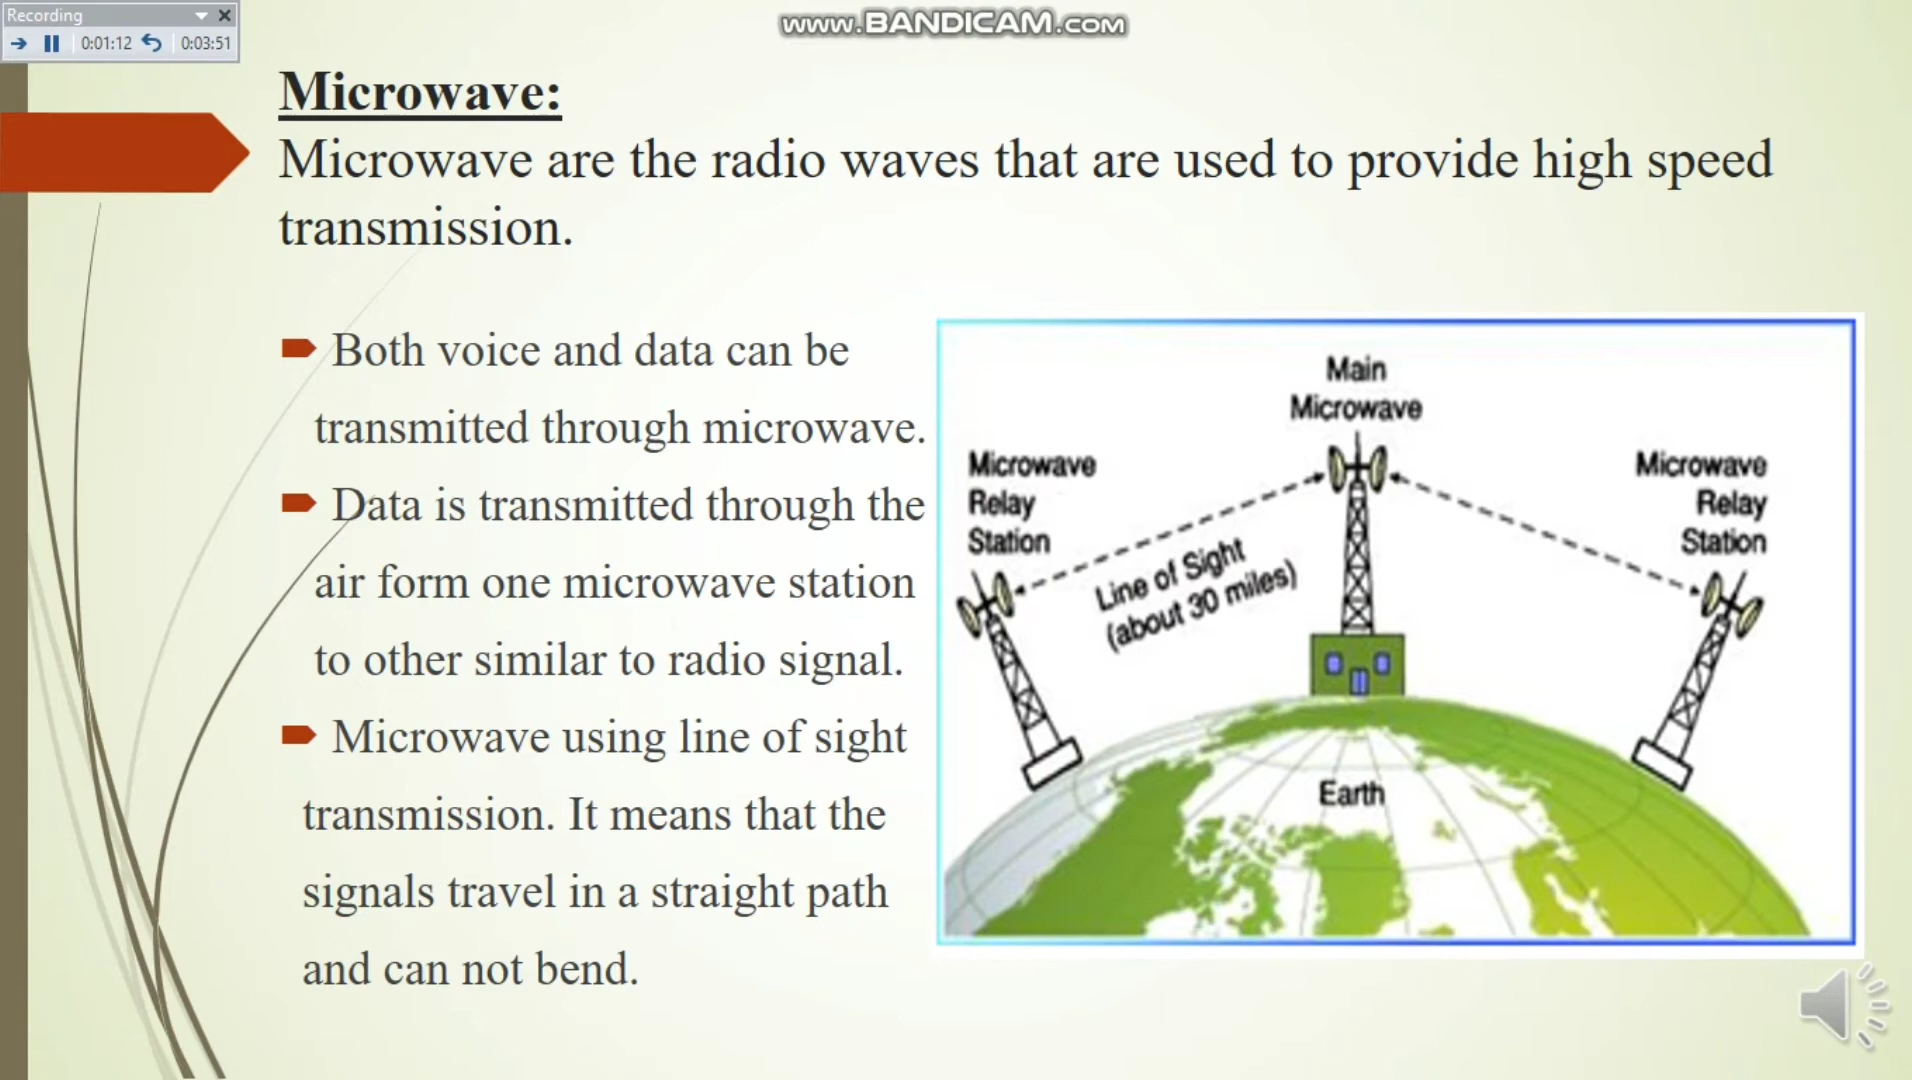 Recording
0:01:12 0:03:51
www.BANDICAM.com
Microwave:
Microwave are the radio waves that are used to provide high speed
transmission.
Both voice and data can be
transmitted through microwave.
Data is transmitted through the
air form one microwave station
to other similar to radio signal.
Microwave using line of sight
transmission. It means that the
signals travel in a straight path
and can not bend.
Main
Microwave
Microwave
Relay
Station
Microwave
Relay
Station
Line of Sight
(about 30 miles)
Earth